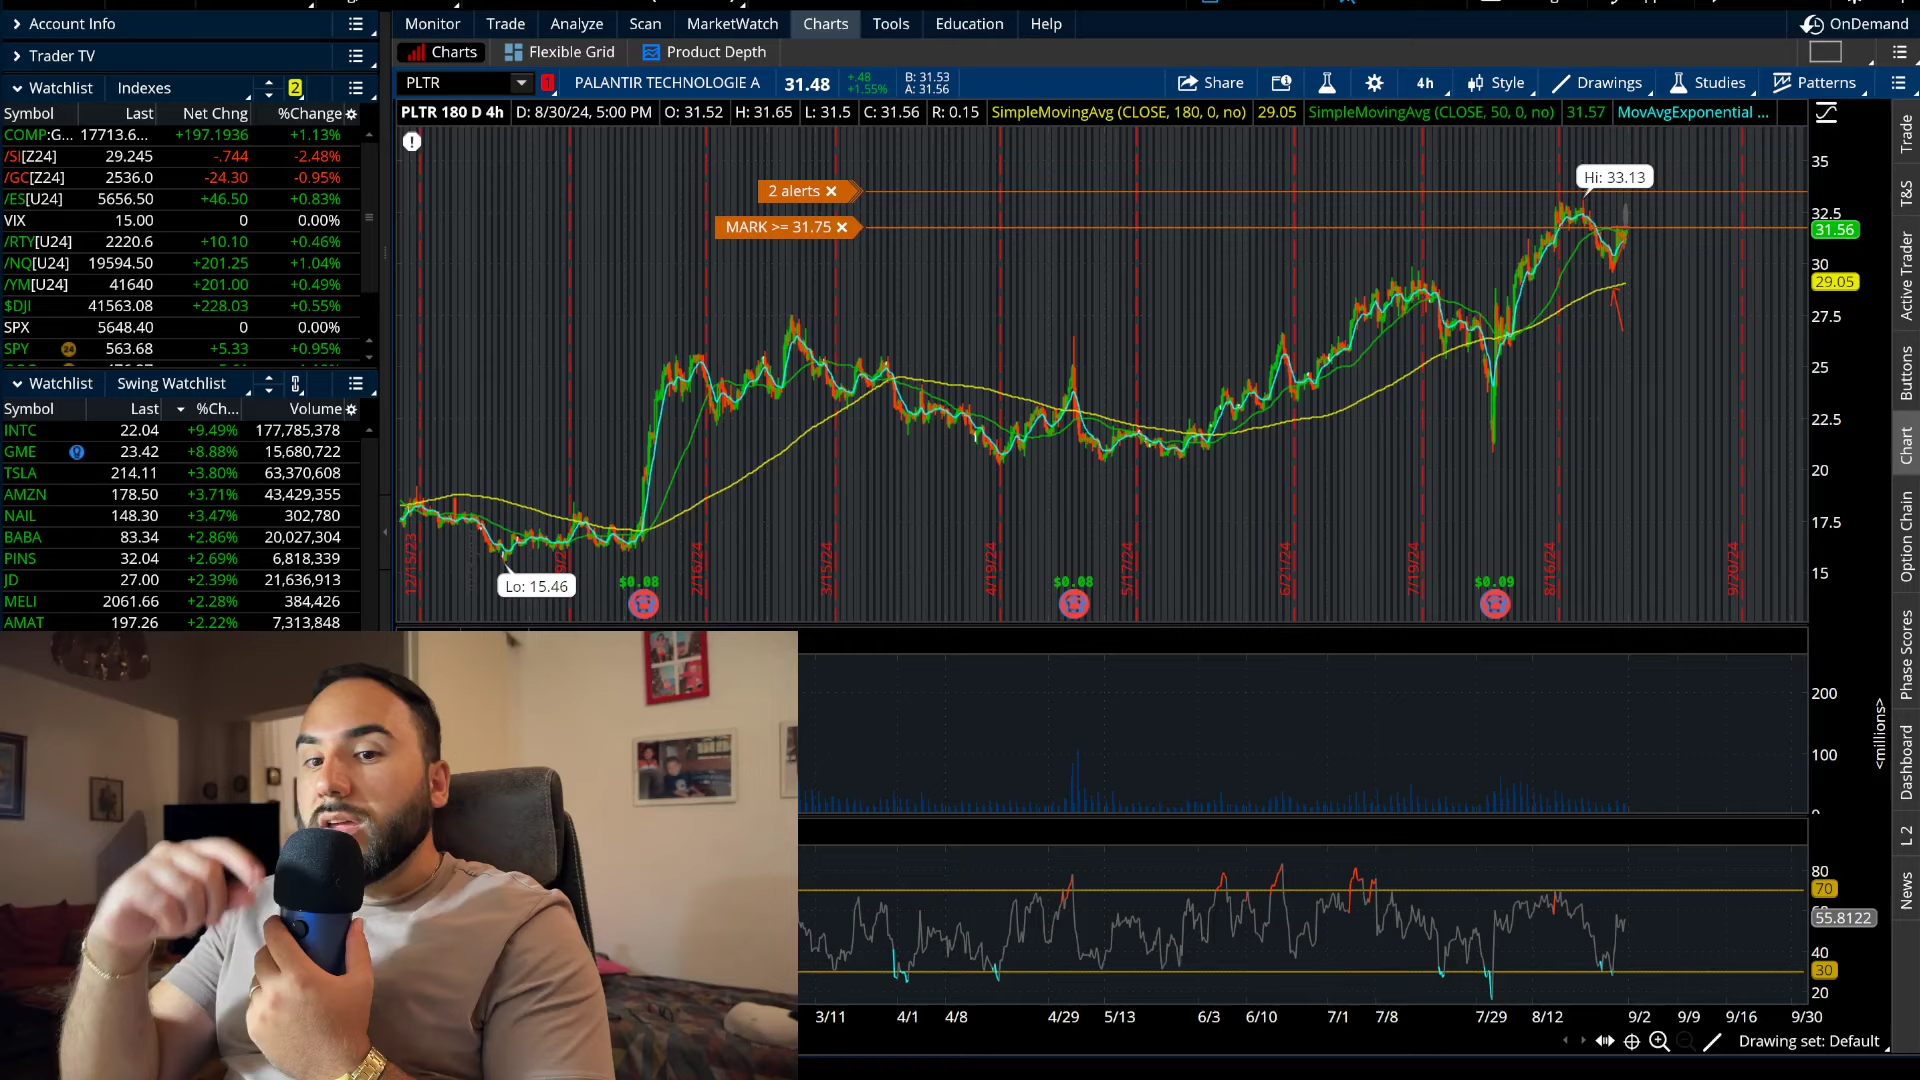 Account Info
Trader TV
Watchlist Indexes 2
Symbol Last Net Chng %Change
COMP:G... 17713.6... +197.1936 +1.13%
/SI[Z24] 29.245 -.744 -2.48%
/GC[Z24] 2536.0 -24.30 -0.95%
/ES[U24] 5656.50 +46.50 +0.83%
VIX 15.00 0 0.00%
/RTY[U24] 2220.6 +10.10 +0.46%
/NQ[U24] 19594.50 +201.25 +1.04%
/YM[U24] 41640 +201.00 +0.49%
$DJI 41563.08 +228.03 +0.55%
SPX 5648.40 0 0.00%
SPY 24 563.68 +5.33 +0.95%
Watchlist Swing Watchlist
Symbol Last %Ch... Volume
INTC 22.04 +9.49% 177,785,378
GME 23.42 +8.88% 15,680,722
TSLA 214.11 +3.80% 63,370,608
AMZN 178.50 +3.71% 43,429,355
NAIL 148.30 +3.47% 302,780
BABA 83.34 +2.86% 20,027,304
PINS 32.04 +2.69% 6,818,339
JD 27.00 +2.39% 21,636,913
MELI 2061.66 +2.28% 384,426
AMAT 197.26 +2.22% 7,313,848
Monitor Trade Analyze Scan MarketWatch Charts Tools Education Help OnDemand
Charts Flexible Grid Product Depth
PLTR 1 PALANTIR TECHNOLOGIE A 31.48 +.48 +1.55% B: 31.53 A: 31.56 Share 4h Style Drawings Studies Patterns
PLTR 180 D 4h D: 8/30/24, 5:00 PM O: 31.52 H: 31.65 L: 31.5 C: 31.56 R: 0.15 SimpleMovingAvg (CLOSE, 180, 0, no) 29.05 SimpleMovingAvg (CLOSE, 50, 0, no) 31.57 MovAvgExponential ...
2 alerts
MARK >= 31.75
Hi: 33.13
Lo: 15.46
35
32.5
31.56
30
29.05
27.5
25
22.5
20
17.5
15
12/15/23 2/16/24 3/15/24 4/19/24 5/17/24 6/21/24 7/19/24 8/16/24 9/20/24
$0.08 $0.08 $0.09
200
100
<millions>
80
70
55.8122
40
30
20
3/11 4/1 4/8 4/29 5/13 6/3 6/10 7/1 7/8 7/29 8/12 9/2 9/9 9/16 9/30
Drawing set: Default
Trade
T&S
Active Trader
Buttons
Chart
Option Chain
Phase Scores
Dashboard
L 2
News